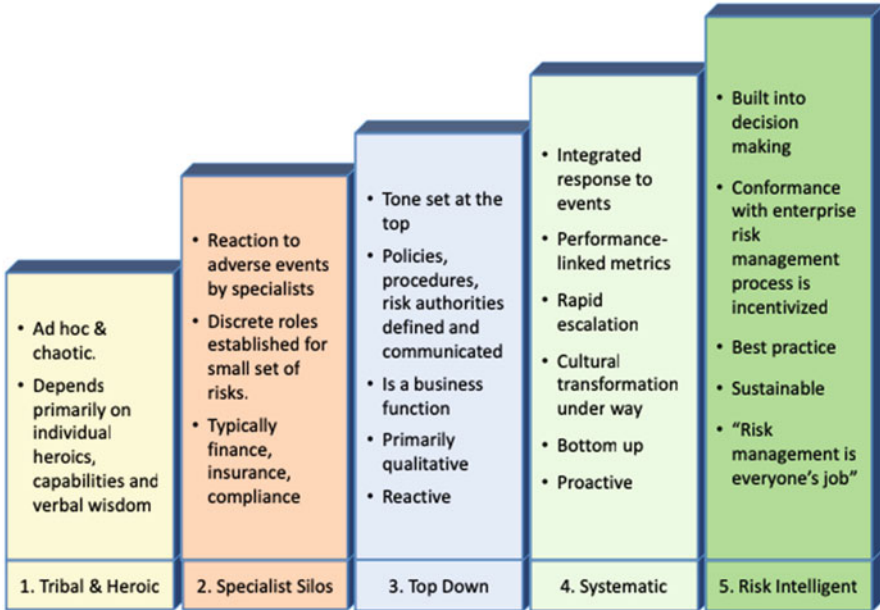 • Ad hoc &
chaotic.
• Depends
primarily on
individual
heroics,
capabilities and
verbal wisdom
1. Tribal & Heroic
• Reaction to
adverse events
by specialists
• Discrete roles
established for
small set of
risks.
• Typically
finance,
insurance,
compliance
2. Specialist Silos
• Tone set at the
top
• Policies,
procedures,
risk authorities
defined and
communicated
• Is a business
function
• Primarily
qualitative
• Reactive
3. Top Down
• Integrated
response to
events
• Performance-
linked metrics
• Rapid
escalation
• Cultural
transformation
under way
• Bottom up
• Proactive
4. Systematic
• Built into
decision
making
• Conformance
with enterprise
risk
management
process is
incentivized
• Best practice
• Sustainable
• “Risk
management is
everyone’s job”
5. Risk Intelligent